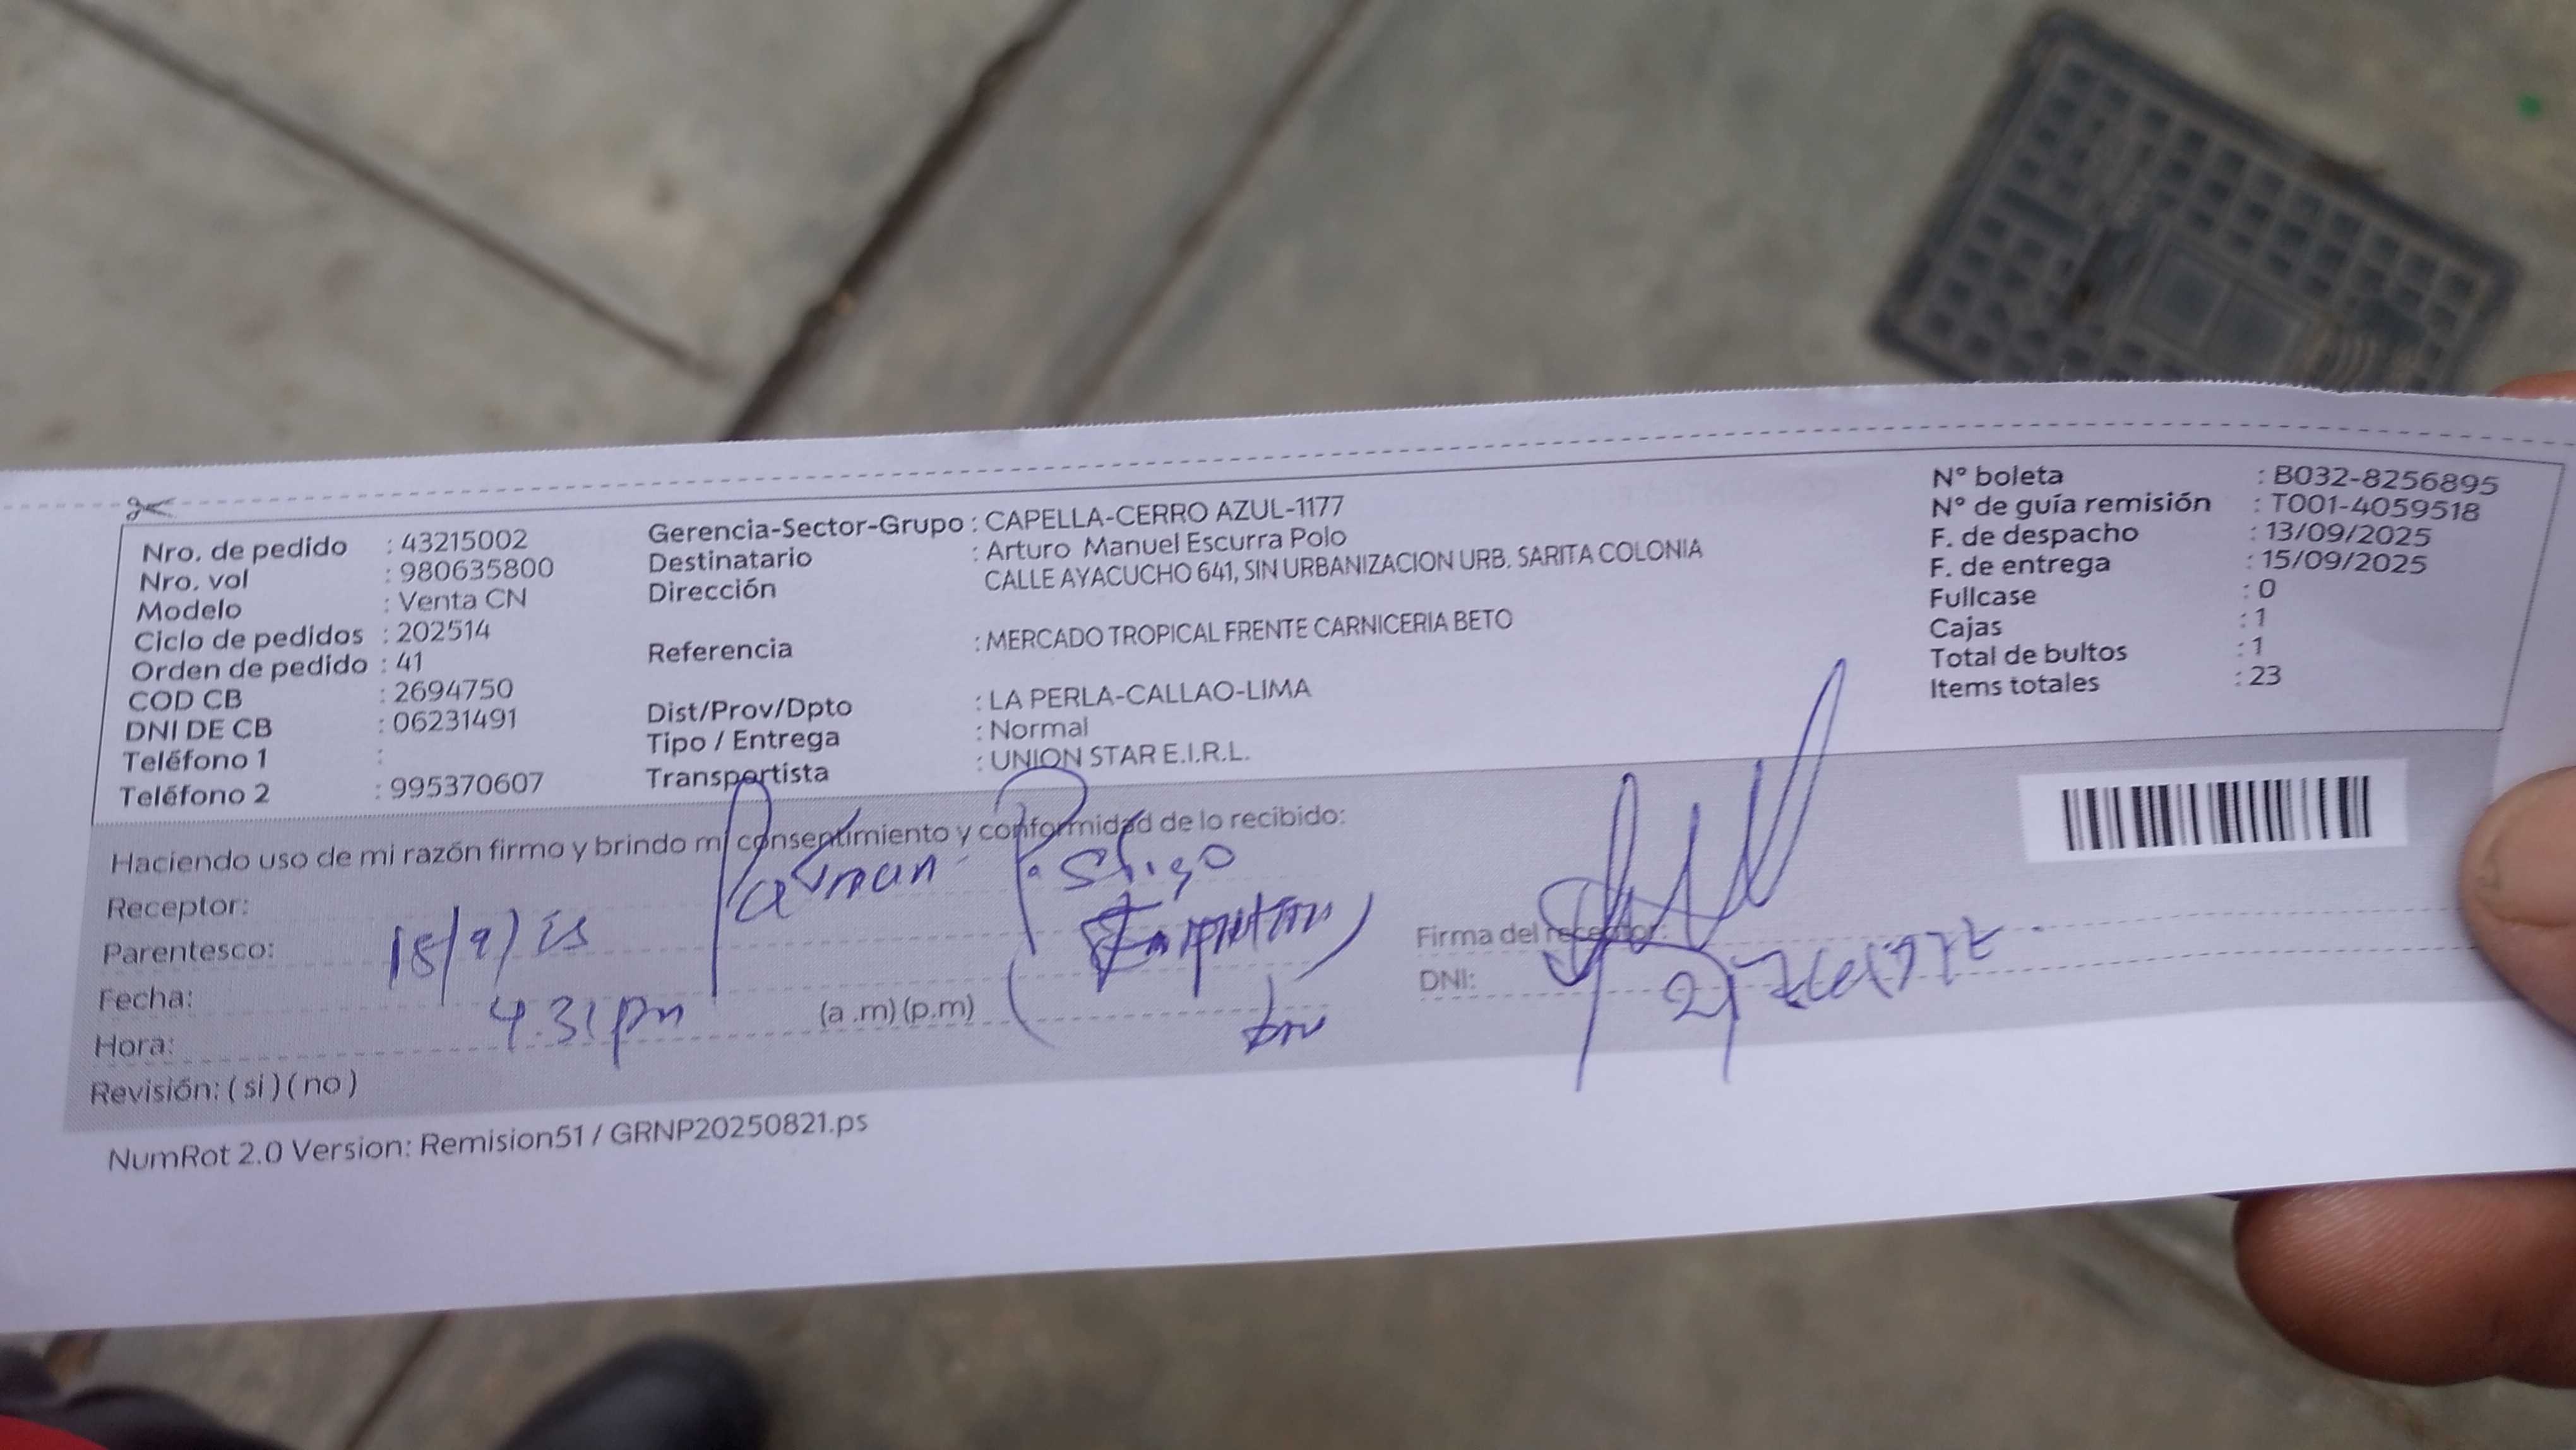 Nro. de pedido : 43215002
Nro. vol : 980635800
Modelo : Venta CN
Ciclo de pedidos : 202514
Orden de pedido : 41
COD CB : 2694750
DNI DE CB : 06231491
Teléfono 1 :
Teléfono 2 : 995370607
Gerencia-Sector-Grupo : CAPELLA-CERRO AZUL-1177
Destinatario : Arturo Manuel Escurra Polo
Dirección CALLE AYACUCHO 641, SIN URBANIZACION URB. SARITA COLONIA
Referencia : MERCADO TROPICAL FRENTE CARNICERIA BETO
Dist/Prov/Dpto : LA PERLA-CALLAO-LIMA
Tipo / Entrega : Normal
Transportista : UNION STAR E.I.R.L.
N° boleta : B032-8256895
N° de guía remisión : T001-4059518
F. de despacho : 13/09/2025
F. de entrega : 15/09/2025
Fullcase : 0
Cajas : 1
Total de bultos : 1
Items totales : 23
Haciendo uso de mi razón firmo y brindo mi consentimiento y conformidad de lo recibido:
Receptor:
Parentesco:
Fecha:
Hora: 4.31 pm (a .m) (p.m)
Revisión: ( si ) ( no )
Firma del receptor:
DNI:
NumRot 2.0 Version: Remision51 / GRNP20250821.ps